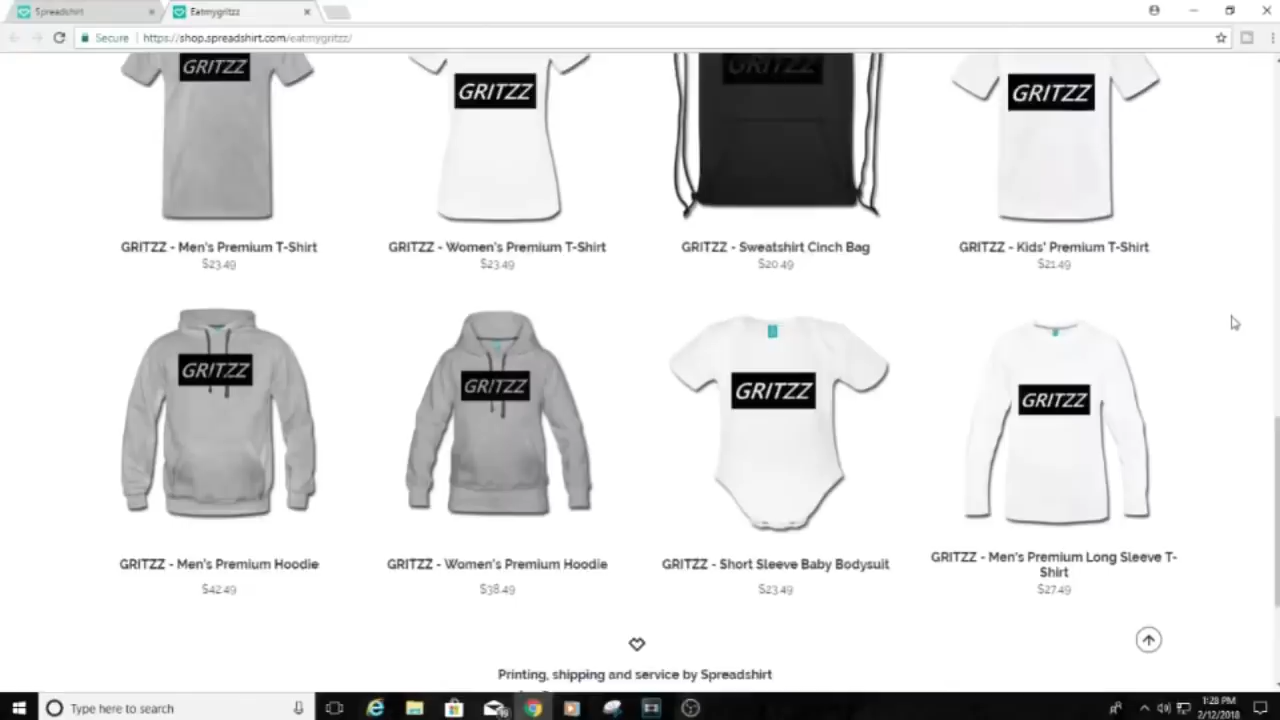 Spreadshirt
Eatmygritzz
Secure https://shop.spreadshirt.com/eatmygritzz/
GRITZZ
GRITZZ
GRITZZ
GRITZZ
GRITZZ - Men's Premium T-Shirt
$23.49
GRITZZ - Women's Premium T-Shirt
$23.49
GRITZZ - Sweatshirt Cinch Bag
$20.49
GRITZZ - Kids' Premium T-Shirt
$21.49
GRITZZ
GRITZZ
GRITZZ
GRITZZ
GRITZZ - Men's Premium Hoodie
$42.49
GRITZZ - Women's Premium Hoodie
$38.49
GRITZZ - Short Sleeve Baby Bodysuit
$23.49
GRITZZ - Men's Premium Long Sleeve T-
Shirt
$27.49
Printing, shipping and service by Spreadshirt
Type here to search
1:28 PM
2/12/2018